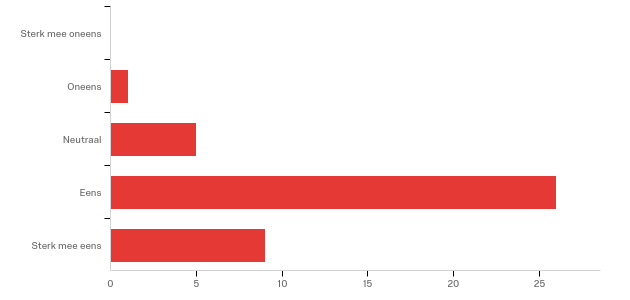 Sterk mee oneens
Oneens
Neutraal
Eens
Sterk mee eens
0 5 10 15 20 25